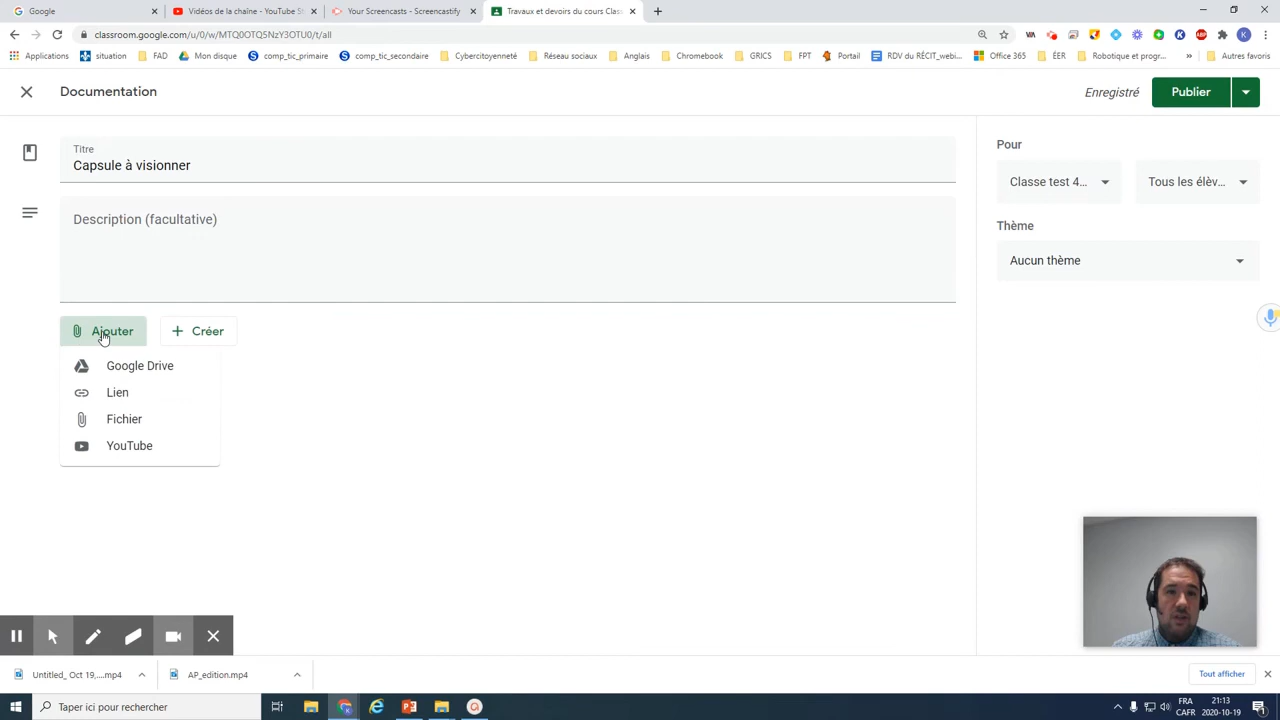 Google
Vidéos de la chaîne - YouTube St
Your Screencasts - Screencastify
Travaux et devoirs du cours Clas
classroom.google.com/u/0/w/MTQ0OTQ5NzY3OTU0/t/all
Applications
situation
FAD
Mon disque
comp_tic_primaire
comp_tic_secondaire
Cybercitoyenneté
Réseau sociaux
Anglais
Chromebook
GRICS
FPT
Portail
RDV du RÉCIT_webi...
Office 365
ÉER
Robotique et progr...
Autres favoris
Documentation
Enregistré
Publier
Titre
Capsule à visionner
Description (facultative)
Ajouter
Créer
Google Drive
Lien
Fichier
YouTube
Pour
Classe test 4...
Tous les élèv...
Thème
Aucun thème
Untitled_ Oct 19,....mp4
AP_edition.mp4
Tout afficher
Taper ici pour rechercher
FRA
CAFR
21:13
2020-10-19